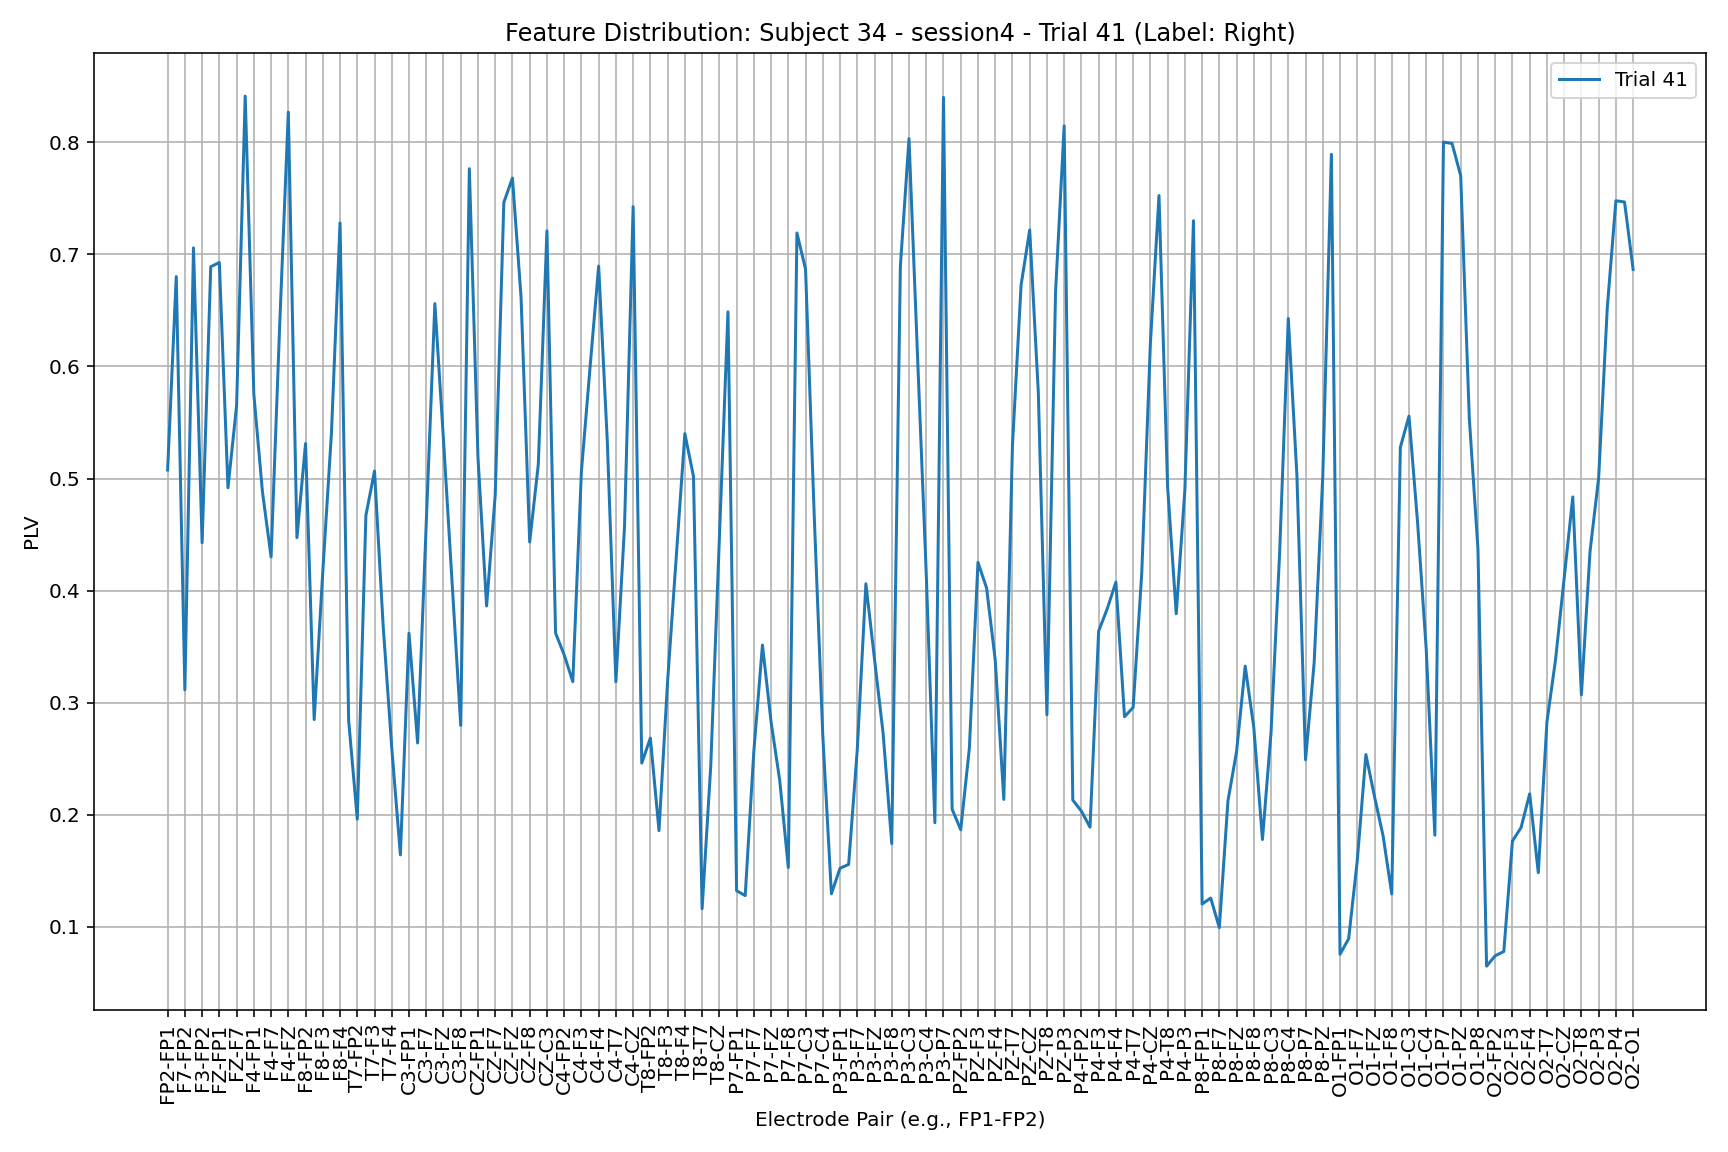 Feature Distribution: Subject 34 - session4 - Trial 41 (Label: Right)
Trial 41
PLV
0.8
0.7
0.6
0.5
0.4
0.3
0.2
0.1
FP2-FP1
F7-FP2
F3-FP2
FZ-FP1
FZ-F7
F4-FP1
F4-F7
F4-FZ
F8-FP2
F8-F3
F8-F4
T7-FP2
T7-F3
T7-F4
C3-FP1
C3-F7
C3-FZ
C3-F8
CZ-FP1
CZ-F7
CZ-FZ
CZ-F8
CZ-C3
C4-FP2
C4-F3
C4-F4
C4-T7
C4-CZ
T8-FP2
T8-F3
T8-F4
T8-T7
T8-CZ
P7-FP1
P7-F7
P7-FZ
P7-F8
P7-C3
P7-C4
P3-FP1
P3-F7
P3-FZ
P3-F8
P3-C3
P3-C4
P3-P7
PZ-FP2
PZ-F3
PZ-F4
PZ-T7
PZ-CZ
PZ-T8
PZ-P3
P4-FP2
P4-F3
P4-F4
P4-T7
P4-CZ
P4-T8
P4-P3
P8-FP1
P8-F7
P8-FZ
P8-F8
P8-C3
P8-C4
P8-P7
P8-PZ
O1-FP1
O1-F7
O1-FZ
O1-F8
O1-C3
O1-C4
O1-P7
O1-PZ
O1-P8
O2-FP2
O2-F3
O2-F4
O2-T7
O2-CZ
O2-T8
O2-P3
O2-P4
O2-O1
Electrode Pair (e.g., FP1-FP2)